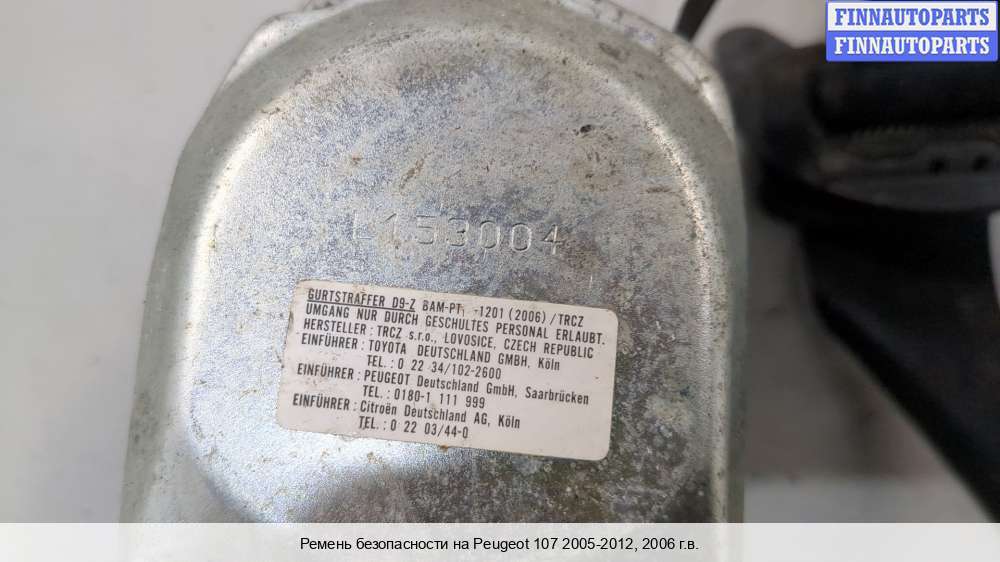 FINNAUTOPARTS
FINNAUTOPARTS
L153004
GURTSTRAFFER D9-Z BAM-PT -1201 (2006) / TRCZ
UMGANG NUR DURCH GESCHULTES PERSONAL ERLAUBT.
HERSTELLER : TRCZ s.r.o., LOVOSICE, CZECH REPUBLIC
EINFÜHRER : TOYOTA DEUTSCHLAND GMBH, Köln
TEL. : 0 22 34/102-2600
EINFÜHRER : PEUGEOT Deutschland GmbH, Saarbrücken
TEL. : 0180-1 111 999
EINFÜHRER : Citroën Deutschland AG, Köln
TEL. : 0 22 03/44-0
Ремень безопасности на Peugeot 107 2005-2012, 2006 г.в.